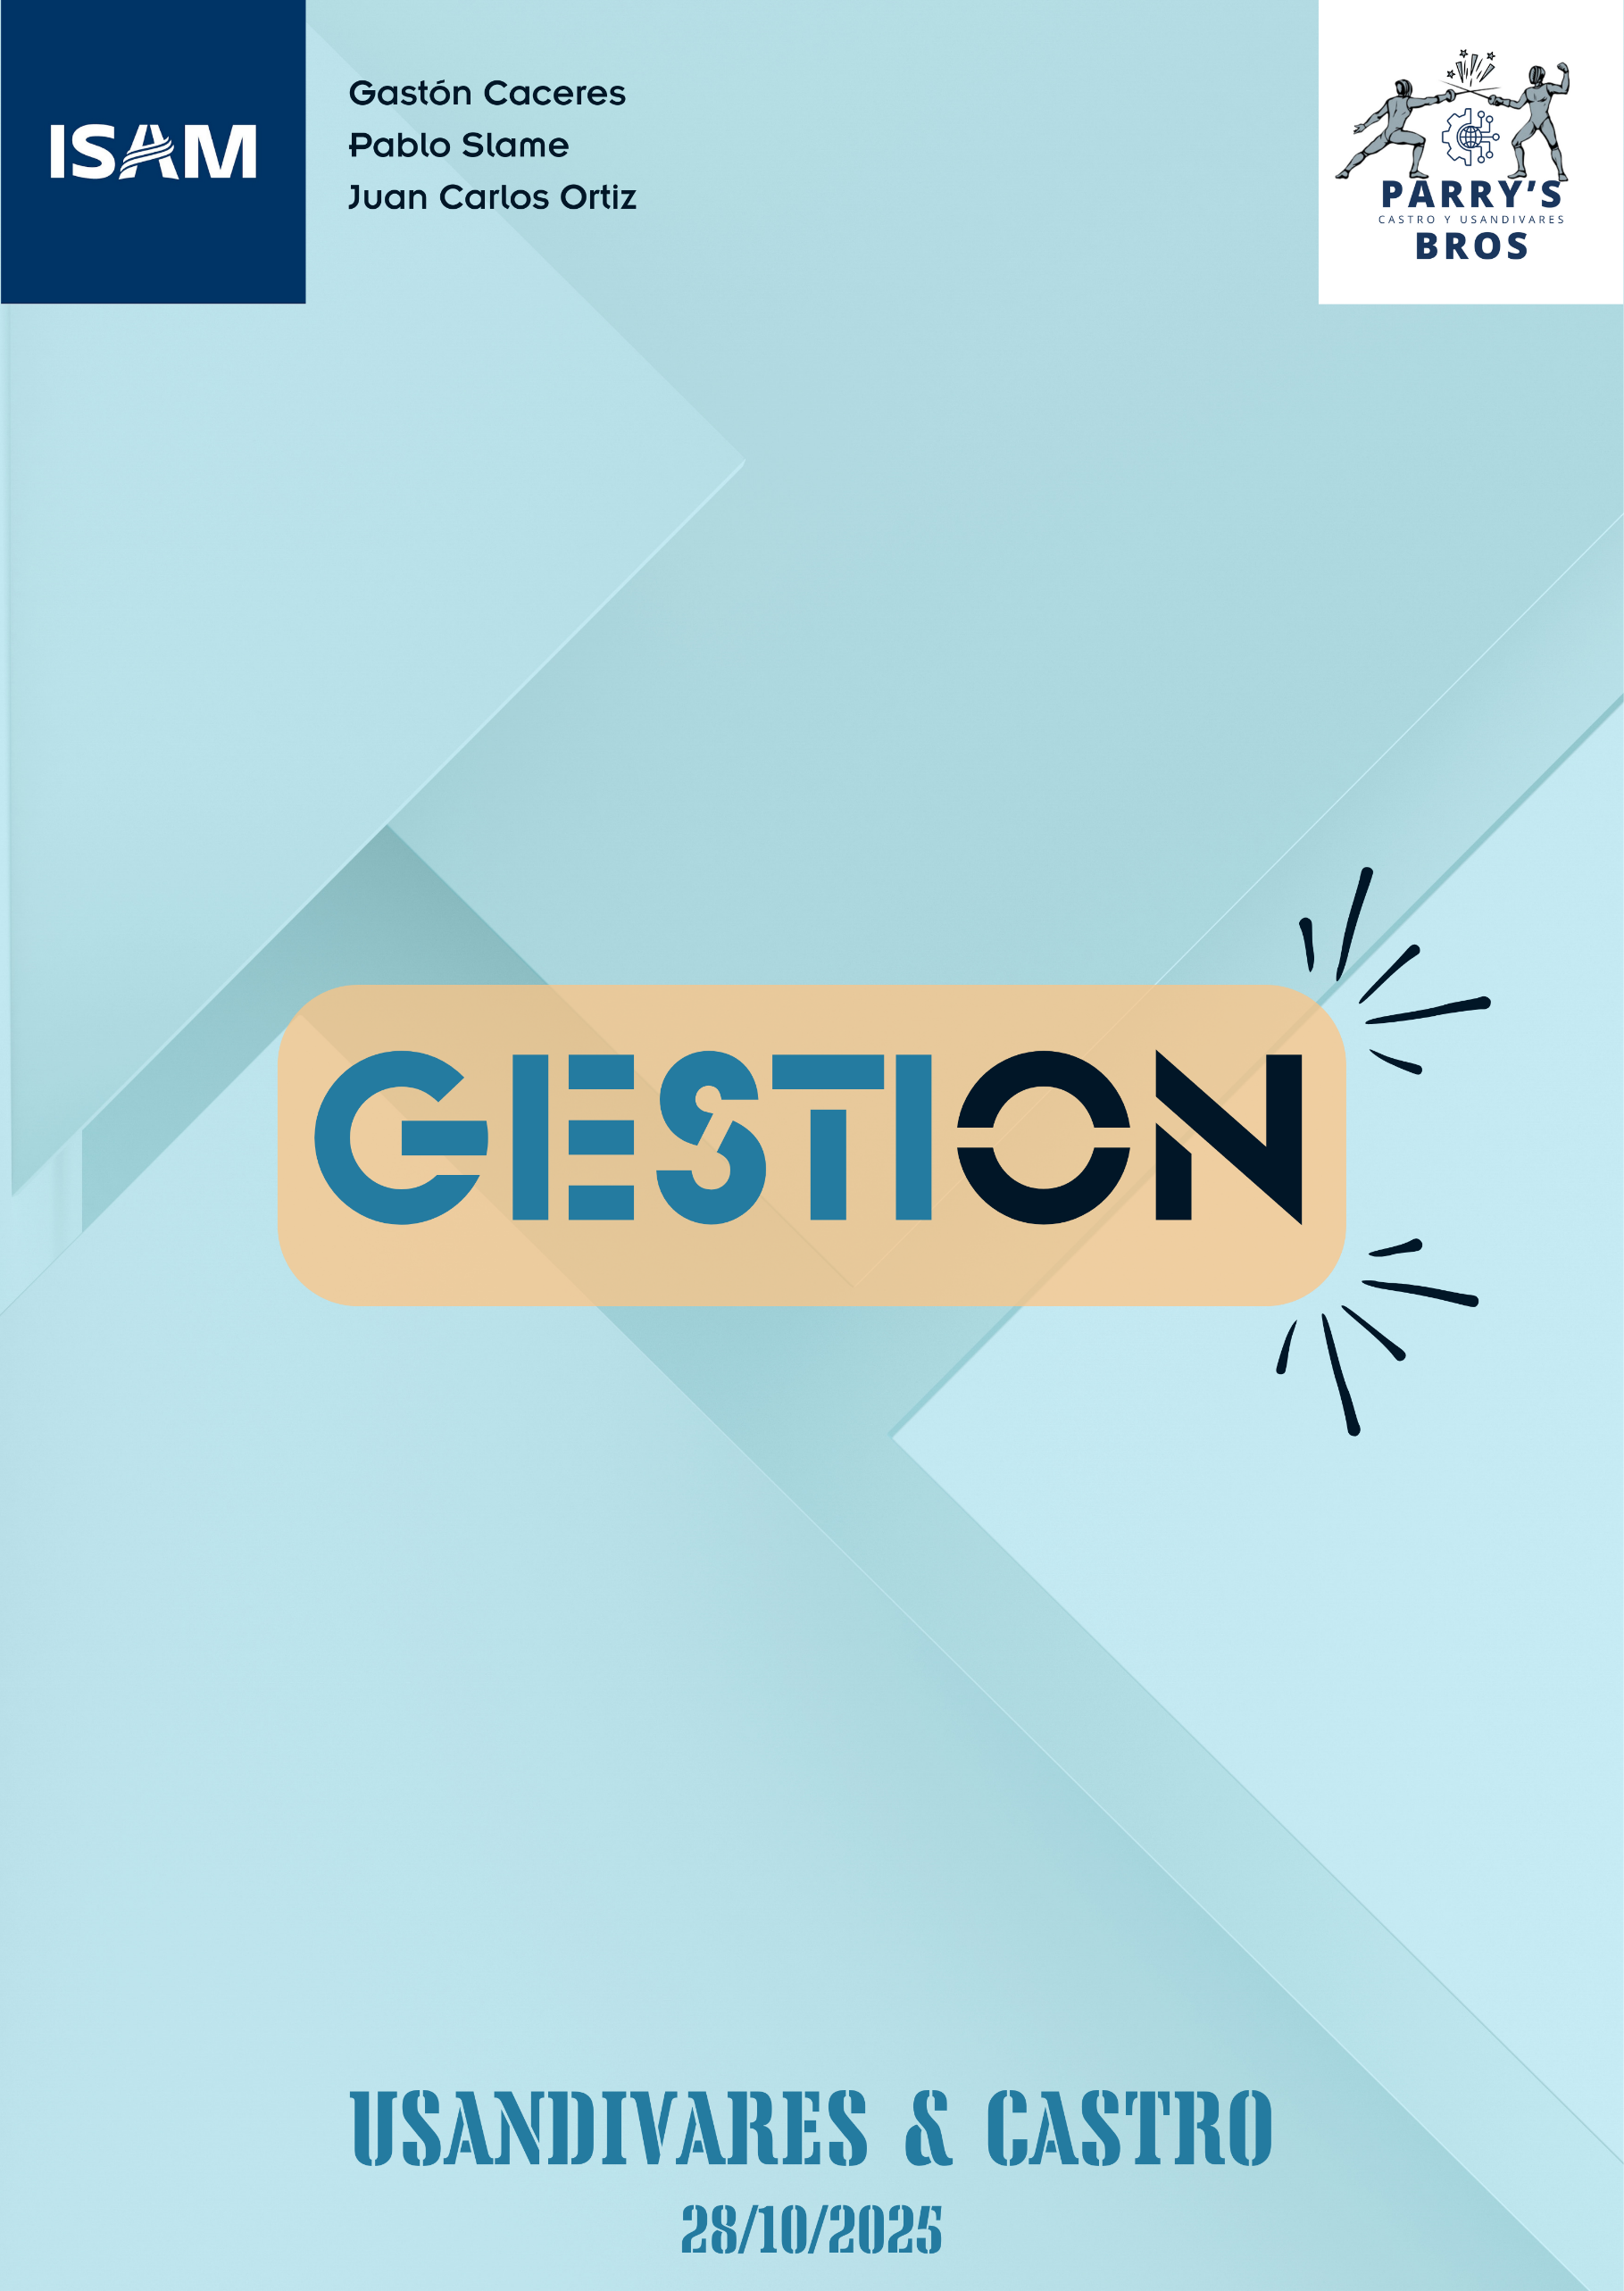 ISAM
Gastón Caceres
Pablo Slame
Juan Carlos Ortiz
PARRY'S
CASTRO Y USANDIVARES
BROS
GESTION
USANDIVARES & CASTRO
28/10/2025